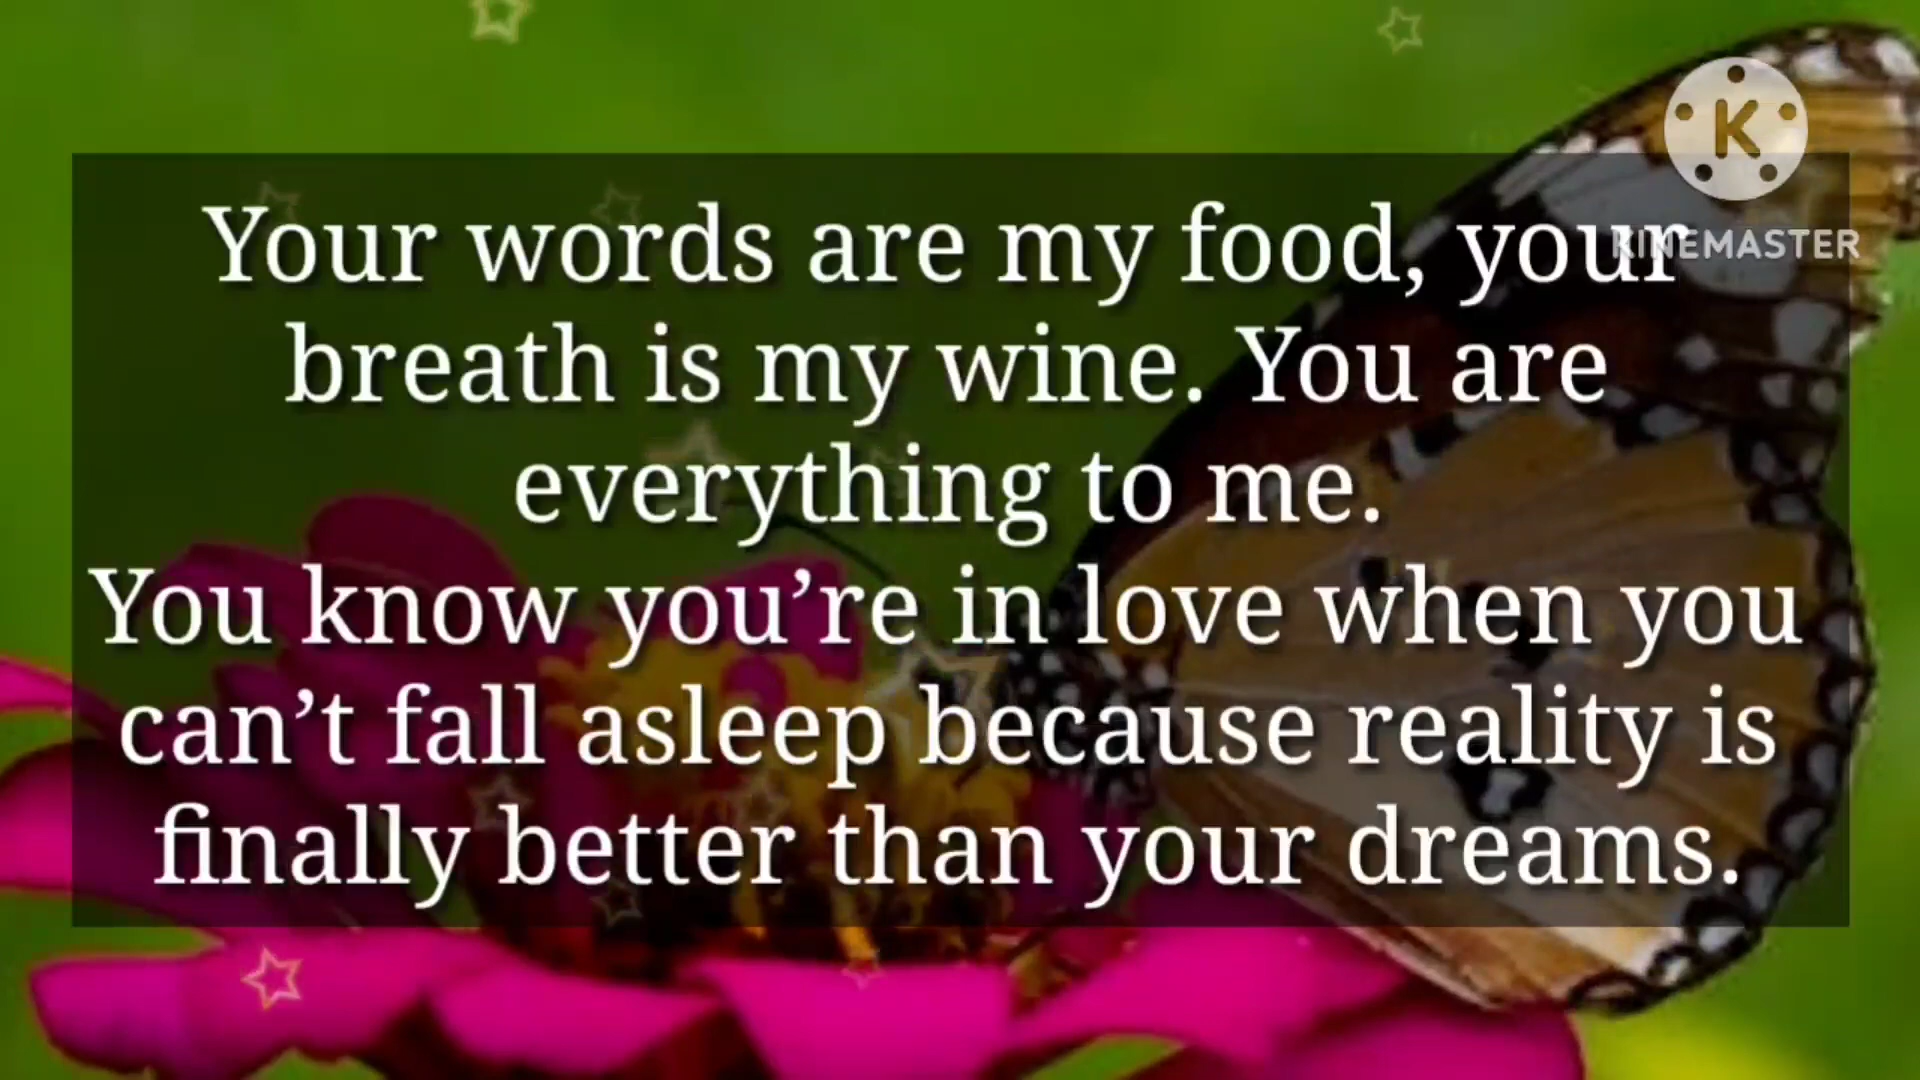 K
KINEMASTER
Your words are my food, your
breath is my wine. You are
everything to me.
You know you’re in love when you
can’t fall asleep because reality is
finally better than your dreams.